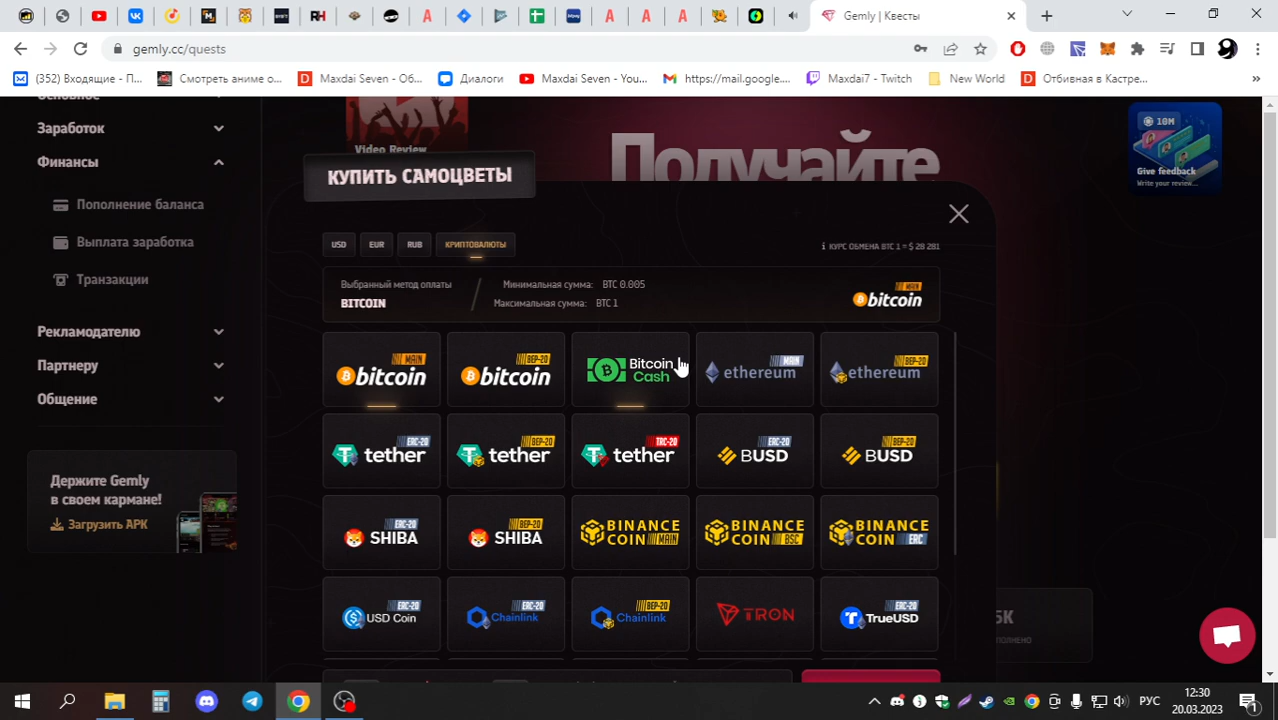 Gemly | Квесты
gemly.cc/quests
(352) Входящие - П...
Смотреть аниме о...
Maxdai Seven - Об...
Диалоги
Maxdai Seven - You...
https://mail.google....
Maxdai7 - Twitch
New World
Отбивная в Кастре...
Основное
Заработок
Финансы
Пополнение баланса
Выплата заработка
Транзакции
Рекламодателю
Партнеру
Общение
Держите Gemly
в своем кармане!
Загрузить APK
Video Review
Получайте
10M
Give feedback
Write your review...
КУПИТЬ САМОЦВЕТЫ
USD
EUR
RUB
КРИПТОВАЛЮТЫ
КУРС ОБМЕНА BTC 1 = $ 28 281
Выбранный метод оплаты
BITCOIN
Минимальная сумма: BTC 0.005
Максимальная сумма: BTC 1
MAIN
bitcoin
MAIN
bitcoin
BEP-20
bitcoin
Bitcoin
Cash
MAIN
ethereum
BEP-20
ethereum
ERC-20
tether
BEP-20
tether
TRC-20
tether
ERC-20
BUSD
BEP-20
BUSD
ERC-20
SHIBA
BEP-20
SHIBA
BINANCE
COIN MAIN
BINANCE
COIN BSC
BINANCE
COIN ERC
ERC-20
USD Coin
ERC-20
Chainlink
BEP-20
Chainlink
TRON
ERC-20
TrueUSD
5K
РУС
12:30
20.03.2023
1